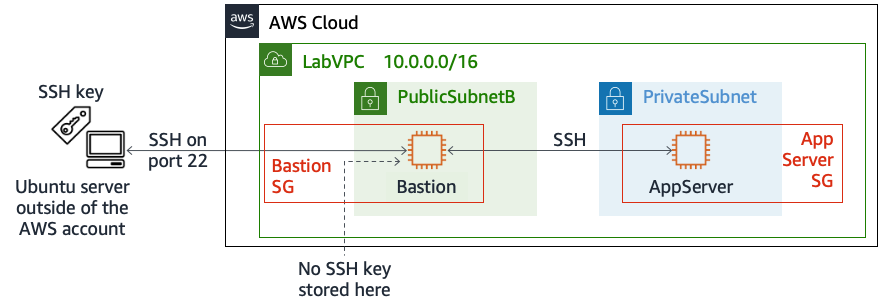 aws
AWS Cloud
LabVPC 10.0.0.0/16
PublicSubnetB
PrivateSubnet
SSH key
SSH on
port 22
SSH
Bastion
SG
Bastion
AppServer
App
Server
SG
Ubuntu server
outside of the
AWS account
No SSH key
stored here